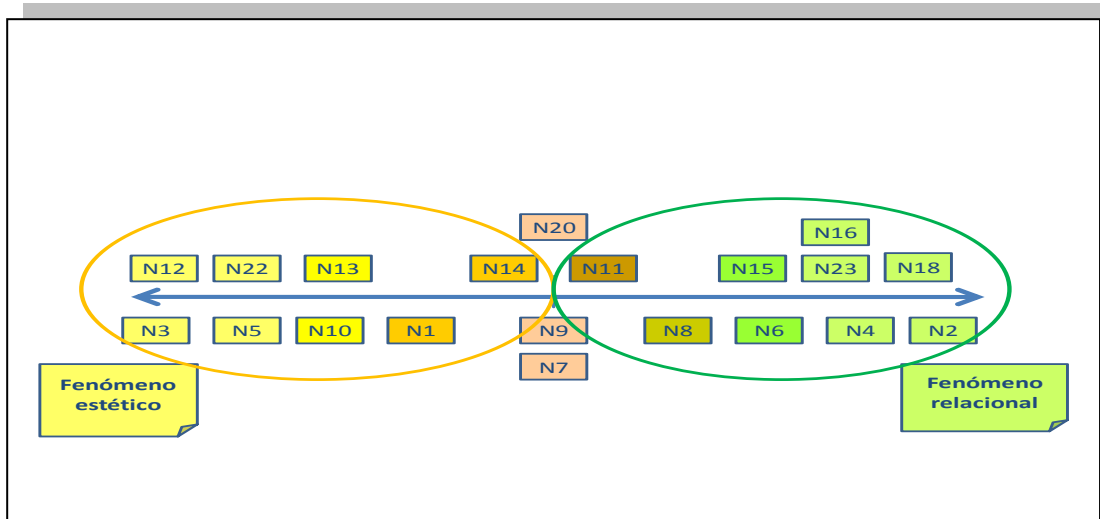 N20
N16
N12 N22 N13 N14 N11 N15 N23 N18
N3 N5 N10 N1 N9 N8 N6 N4 N2
N7
Fenómeno
estético
Fenómeno
relacional